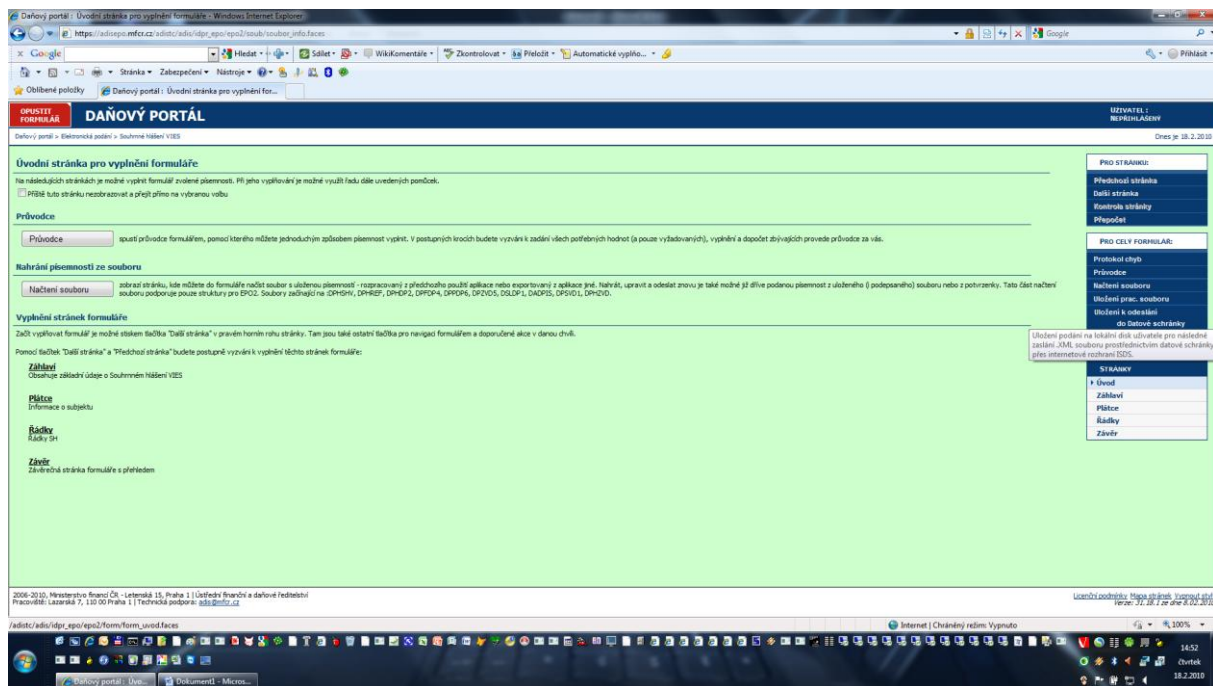 Daňový portál : Úvodní stránka pro vyplnění formuláře - Windows Internet Explorer
https://adisepo.mfcr.cz/adistc/adis/idpr_epo/epo2/soub/soubor_info.faces
Google
x Google
Hledat
Sdílet
WikiKomentáře
Zkontrolovat
Přeložit
Automatické vyplňo...
Přihlásit
Stránka
Zabezpečení
Nástroje
Oblíbené položky
Daňový portál : Úvodní stránka pro vyplnění for...
OPUSTIT
FORMULÁŘ
DAŇOVÝ PORTÁL
UŽIVATEL :
NEPŘIHLÁŠENÝ
Daňový portál > Elektronická podání > Souhrnné hlášení VIES
Dnes je 18.2.2010
Úvodní stránka pro vyplnění formuláře
Na následujících stránkách je možné vyplnit formulář zvolené písemnosti. Při jeho vyplňování je možné využít řadu dále uvedených pomůcek.
Příště tuto stránku nezobrazovat a přejít přímo na vybranou volbu
Průvodce
Průvodce
spustí průvodce formulářem, pomocí kterého můžete jednoduchým způsobem písemnost vyplnit. V postupných krocích budete vyzváni k zadání všech potřebných hodnot (a pouze vyžadovaných), vyplnění a dopočet zbývajících provede průvodce za vás.
Nahrání písemnosti ze souboru
Načtení souboru
zobrazí stránku, kde můžete do formuláře načíst soubor s uloženou písemností - rozpracovaný z předchozího použití aplikace nebo exportovaný z aplikace jiné. Nahrát, upravit a odeslat znovu je také možné již dříve podanou písemnost z uloženého (i podepsaného) souboru nebo z potvrzenky. Tato část načtení
souboru podporuje pouze struktury pro EPO2. Soubory začínající na :DPHSHV, DPHREF, DPHDP2, DPFDP4, DPPDP6, DPZVD5, DSLDP1, DADPIS, DPSVD1, DPHZVD.
Vyplnění stránek formuláře
Začít vyplňovat formulář je možné stiskem tlačítka "Další stránka" v pravém horním rohu stránky. Tam jsou také ostatní tlačítka pro navigaci formulářem a doporučené akce v danou chvíli.
Pomocí tlačítek "Další stránka" a "Předchozí stránka" budete postupně vyzváni k vyplnění těchto stránek formuláře:
Záhlaví
Obsahuje základní údaje o Souhrnném hlášení VIES
Plátce
Informace o subjektu
Řádky
Řádky SH
Závěr
Závěrečná stránka formuláře s přehledem
PRO STRÁNKU:
Předchozí stránka
Další stránka
Kontrola stránky
Přepočet
PRO CELÝ FORMULÁŘ:
Protokol chyb
Průvodce
Načtení souboru
Uložení prac. souboru
Uložení k odeslání
do Datové schránky
Uložení podání na lokální disk uživatele pro následné
zaslání .XML souboru prostřednictvím datové schránky
přes internetové rozhraní ISDS.
STRÁNKY
Úvod
Záhlaví
Plátce
Řádky
Závěr
2006-2010, Ministerstvo financí ČR - Letenská 15, Praha 1 | Ústřední finanční a daňové ředitelství
Pracoviště: Lazarská 7, 110 00 Praha 1 | Technická podpora: adis@mfcr.cz
Licenční podmínky Mapa stránek Vypnout styl
Verze: 31.18.1 ze dne 8.02.2010
/adistc/adis/idpr_epo/epo2/form/form_uvod.faces
Internet | Chráněný režim: Vypnuto
100%
Daňový portál : Úvo...
Dokument1 - Micros...
14:52
čtvrtek
18.2.2010